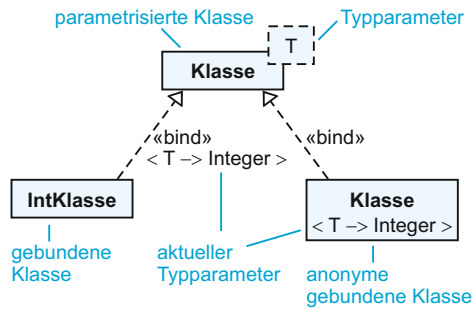 parametrisierte Klasse
Typparameter
T
Klasse
«bind»
«bind»
< T –> Integer >
IntKlasse
Klasse
< T –> Integer >
gebundene
Klasse
aktueller
Typparameter
anonyme
gebundene Klasse